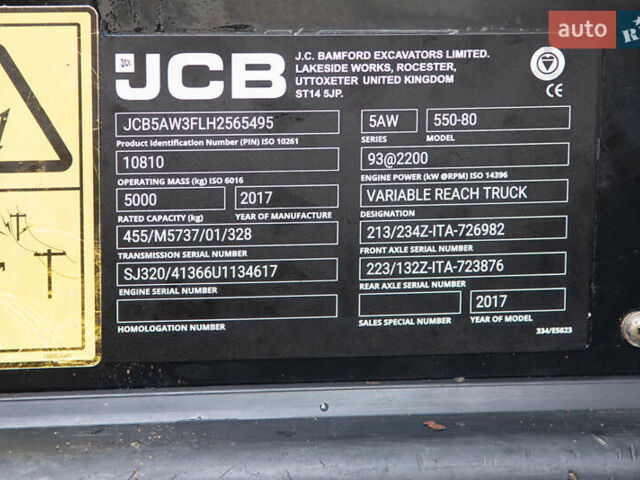 auto
JCB
J.C. BAMFORD EXCAVATORS LIMITED.
LAKESIDE WORKS, ROCESTER,
UTTOXETER UNITED KINGDOM
ST14 5JP.
CE
JCB5AW3FLH2565495
Product Identification Number (PIN) ISO 10261
5AW 550-80
SERIES MODEL
10810
OPERATING MASS (kg) ISO 6016
93@2200
ENGINE POWER (kW @RPM) ISO 14396
5000 2017
RATED CAPACITY (kg) YEAR OF MANUFACTURE
VARIABLE REACH TRUCK
DESIGNATION
455/M5737/01/328
TRANSMISSION SERIAL NUMBER
213/234Z-ITA-726982
FRONT AXLE SERIAL NUMBER
SJ320/41366U1134617
ENGINE SERIAL NUMBER
223/132Z-ITA-723876
REAR AXLE SERIAL NUMBER
HOMOLOGATION NUMBER
2017
SALES SPECIAL NUMBER YEAR OF MODEL
334/E5823